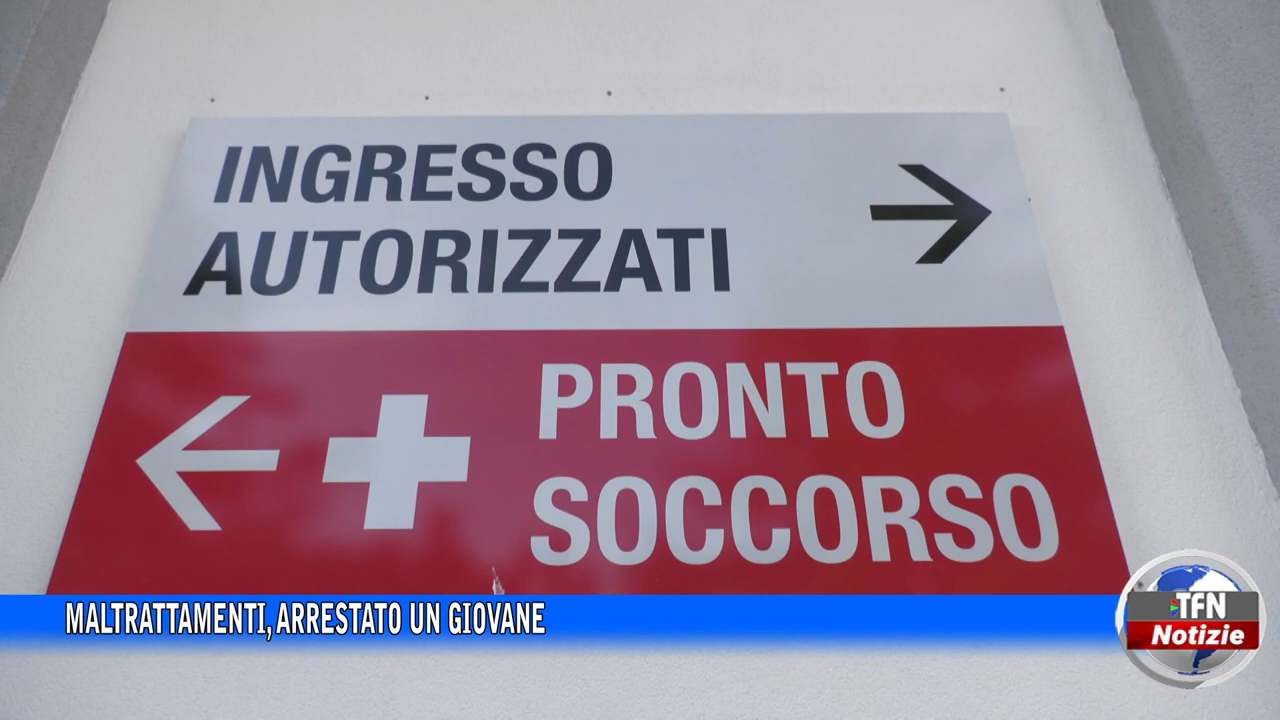 INGRESSO
AUTORIZZATI
PRONTO
SOCCORSO
MALTRATTAMENTI, ARRESTATO UN GIOVANE
TFN
Notizie